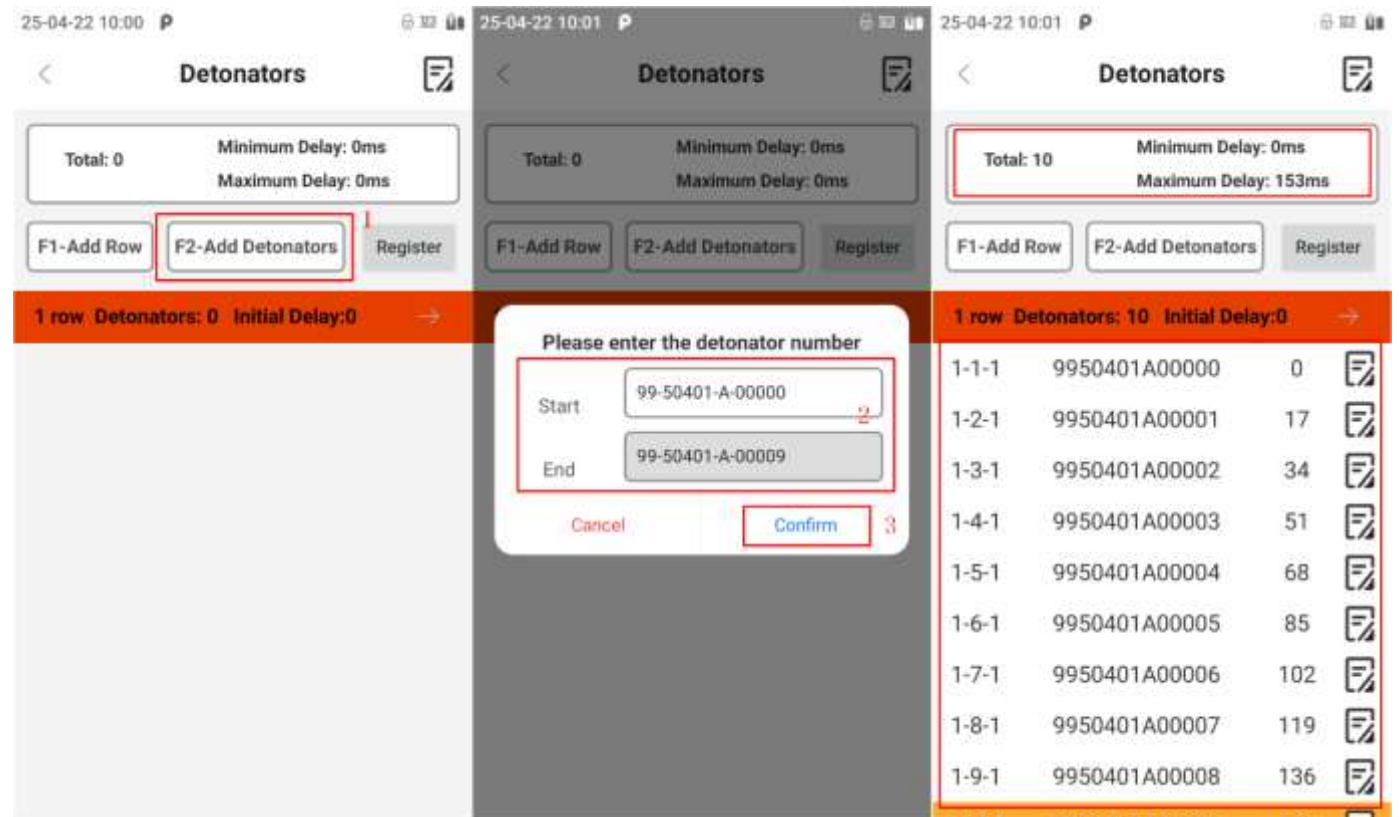 25-04-22 10:00 P
Detonators
Total: 0
Minimum Delay: 0ms
Maximum Delay: 0ms
1
F1-Add Row F2-Add Detonators Register
1 row Detonators: 0 Initial Delay:0
25-04-22 10:01 P
Detonators
Total: 0
Minimum Delay: 0ms
Maximum Delay: 0ms
F1-Add Row F2-Add Detonators Register
Please enter the detonator number
Start 99-50401-A-00000
2
End 99-50401-A-00009
Cancel Confirm 3
25-04-22 10:01 P
Detonators
Total: 10
Minimum Delay: 0ms
Maximum Delay: 153ms
F1-Add Row F2-Add Detonators Register
1 row Detonators: 10 Initial Delay:0
1-1-1 9950401A00000 0
1-2-1 9950401A00001 17
1-3-1 9950401A00002 34
1-4-1 9950401A00003 51
1-5-1 9950401A00004 68
1-6-1 9950401A00005 85
1-7-1 9950401A00006 102
1-8-1 9950401A00007 119
1-9-1 9950401A00008 136